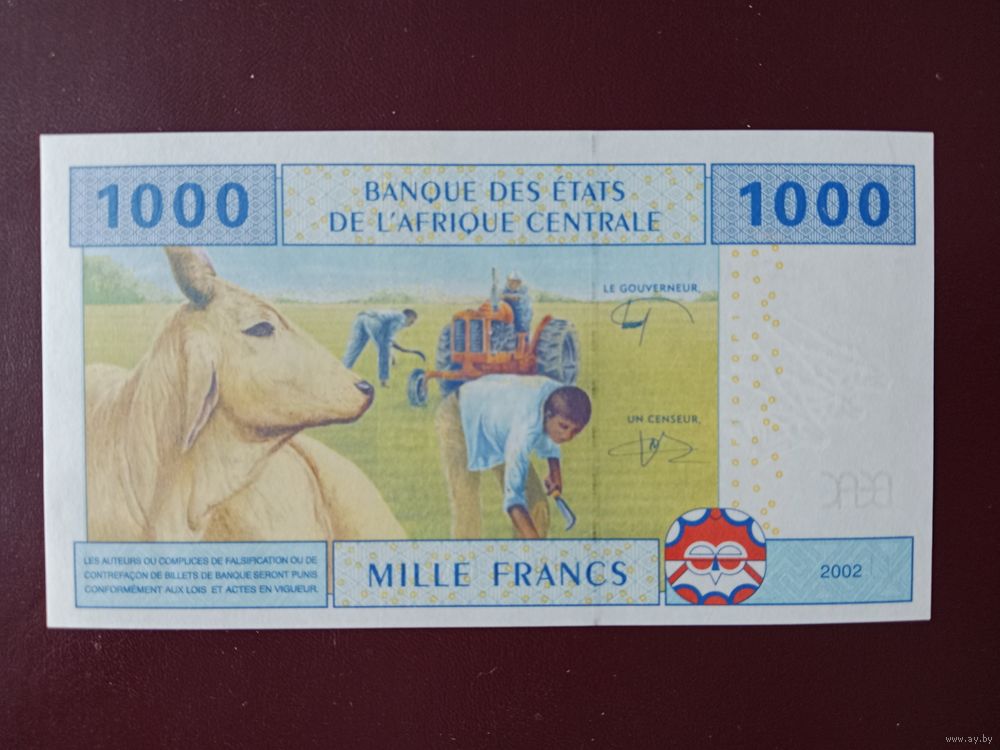 1000
BANQUE DES ÉTATS
DE L'AFRIQUE CENTRALE
1000
LE GOUVERNEUR,
UN CENSEUR,
BEAC
LES AUTEURS OU COMPLICES DE FALSIFICATION OU DE
CONTREFAÇON DE BILLETS DE BANQUE SERONT PUNIS
CONFORMÉMENT AUX LOIS ET ACTES EN VIGUEUR.
MILLE FRANCS
2002
www.ay.by